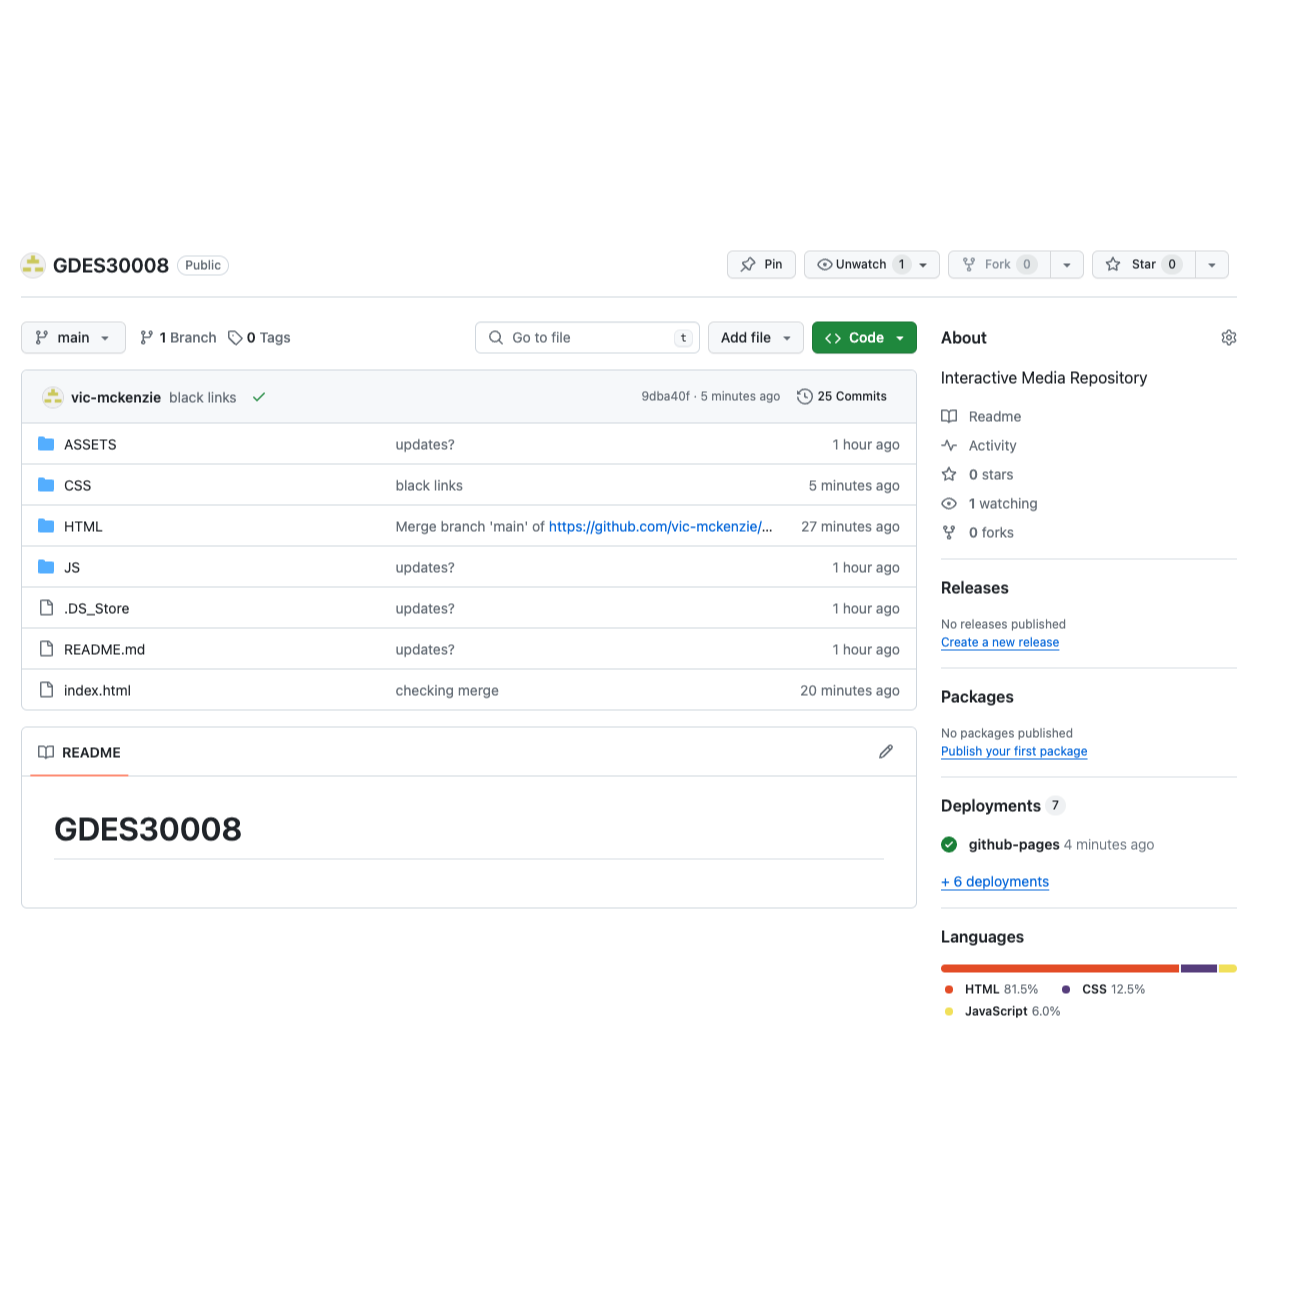 GDES30008 Public
Pin Unwatch 1 Fork 0 Star 0
main 1 Branch 0 Tags Go to file t Add file Code
vic-mckenzie black links 9dba40f · 5 minutes ago 25 Commits
ASSETS updates? 1 hour ago
CSS black links 5 minutes ago
HTML Merge branch 'main' of https://github.com/vic-mckenzie/... 27 minutes ago
JS updates? 1 hour ago
.DS_Store updates? 1 hour ago
README.md updates? 1 hour ago
index.html checking merge 20 minutes ago
README
GDES30008
About
Interactive Media Repository
Readme
Activity
0 stars
1 watching
0 forks
Releases
No releases published
Create a new release
Packages
No packages published
Publish your first package
Deployments 7
github-pages 4 minutes ago
+ 6 deployments
Languages
HTML 81.5% CSS 12.5%
JavaScript 6.0%